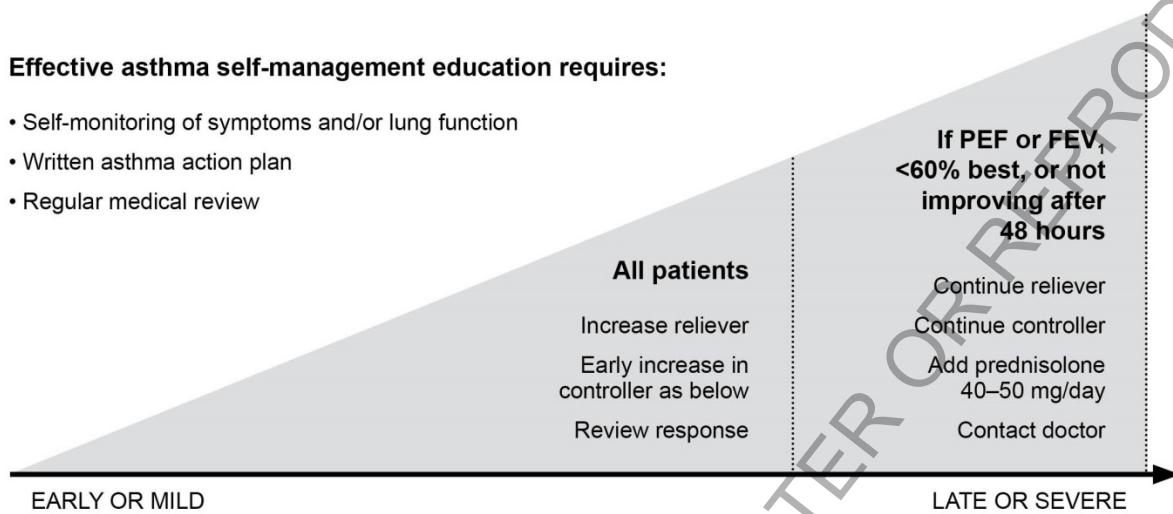 Effective asthma self-management education requires:
• Self-monitoring of symptoms and/or lung function
• Written asthma action plan
• Regular medical review
All patients
Increase reliever
Early increase in
controller as below
Review response
If PEF or FEV₁
<60% best, or not
improving after
48 hours
Continue reliever
Continue controller
Add prednisolone
40–50 mg/day
Contact doctor
EARLY OR MILD
LATE OR SEVERE
TER OR REPROD